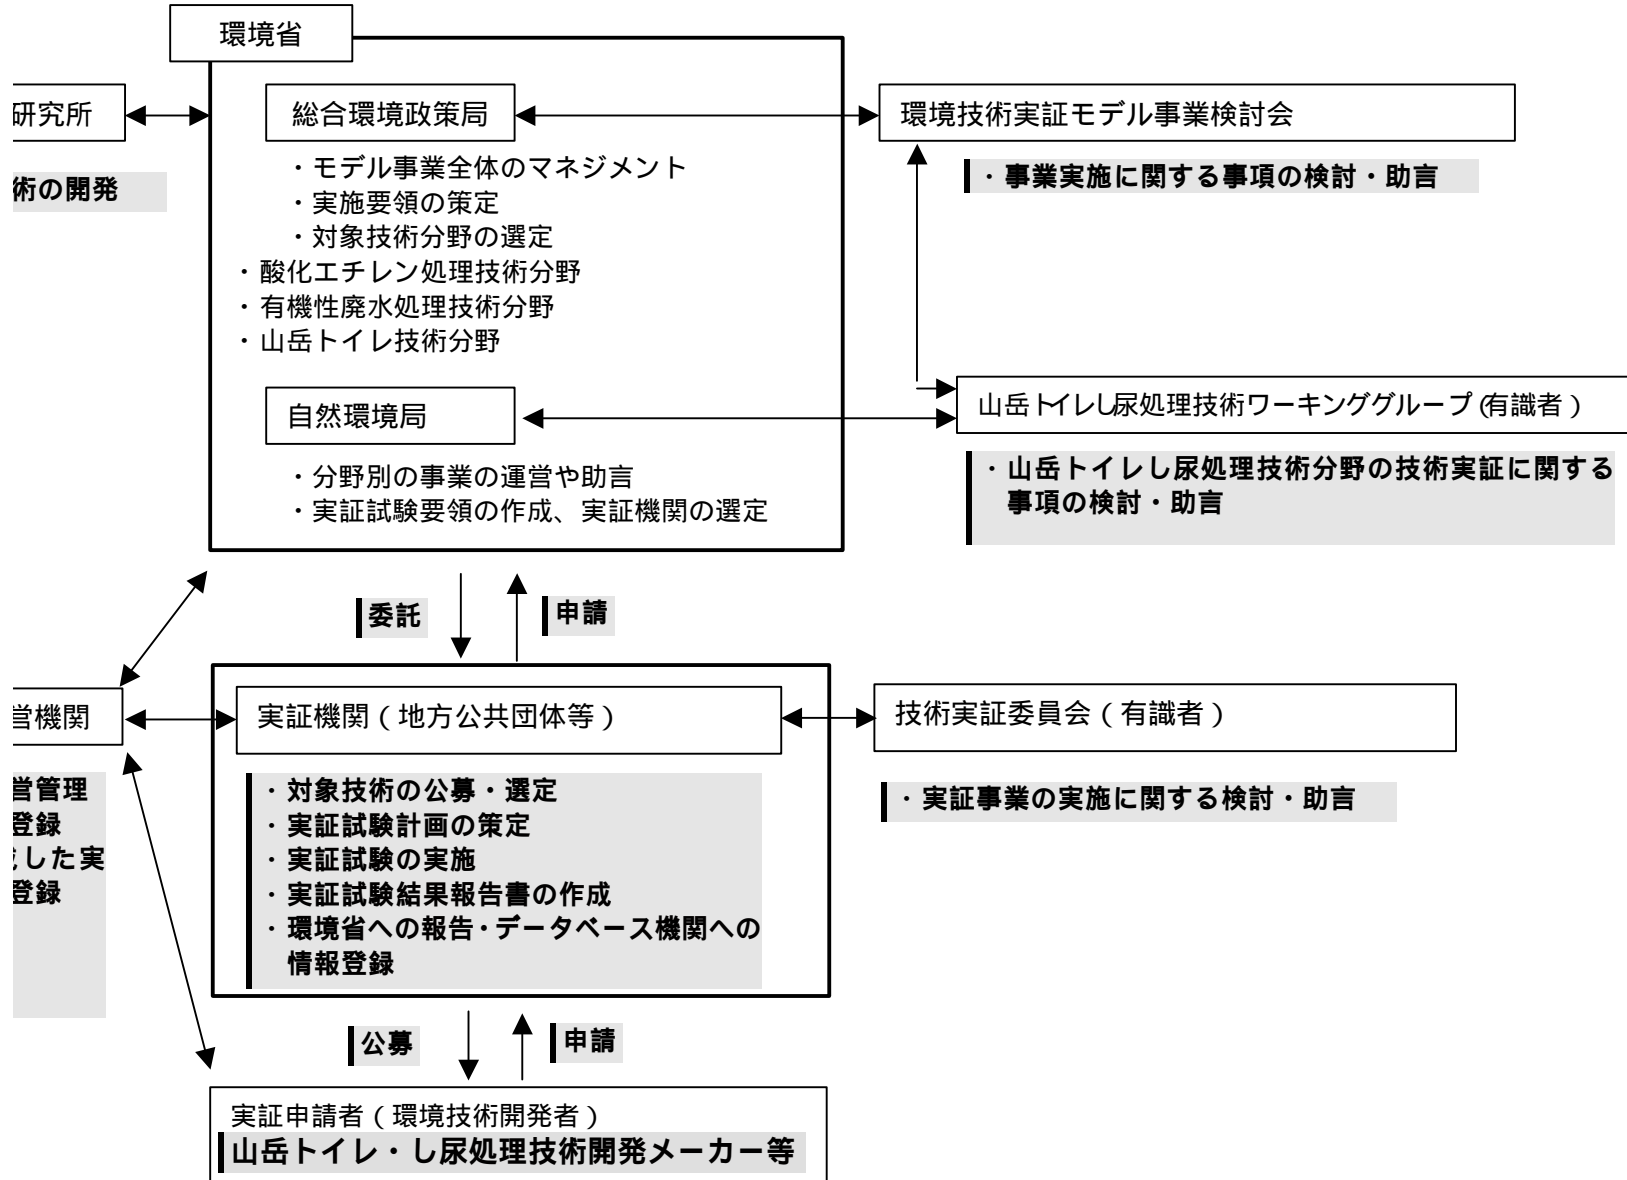 環境省
研究所
術の開発
総合環境政策局
・モデル事業全体のマネジメント
・実施要領の策定
・対象技術分野の選定
・酸化エチレン処理技術分野
・有機性廃水処理技術分野
・山岳トイレ技術分野
環境技術実証モデル事業検討会
・事業実施に関する事項の検討・助言
自然環境局
・分野別の事業の運営や助言
・実証試験要領の作成、実証機関の選定
山岳トイレし尿処理技術ワーキンググループ(有識者)
・山岳トイレし尿処理技術分野の技術実証に関する
事項の検討・助言
委託
申請
営機関
営管理
登録
した実
登録
実証機関(地方公共団体等)
・対象技術の公募・選定
・実証試験計画の策定
・実証試験の実施
・実証試験結果報告書の作成
・環境省への報告・データベース機関への
情報登録
技術実証委員会(有識者)
・実証事業の実施に関する検討・助言
公募
申請
実証申請者(環境技術開発者)
山岳トイレ・し尿処理技術開発メーカー等